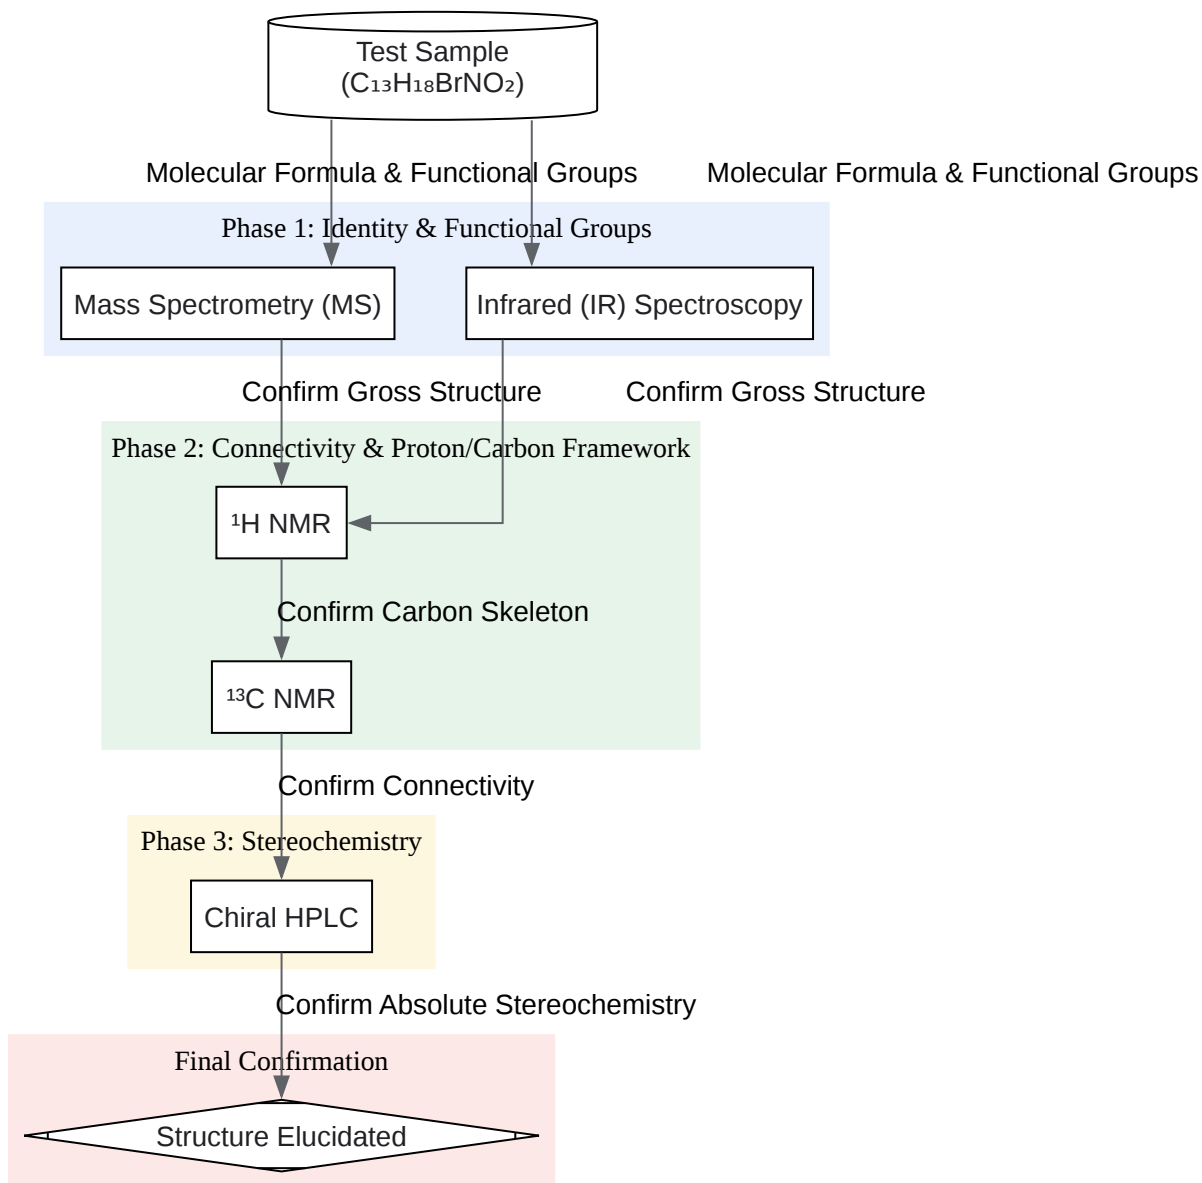 Test Sample
(C₁₃H₁₈BrNO₂)
Molecular Formula & Functional Groups
Molecular Formula & Functional Groups
Phase 1: Identity & Functional Groups
Mass Spectrometry (MS)
Infrared (IR) Spectroscopy
Confirm Gross Structure
Confirm Gross Structure
Phase 2: Connectivity & Proton/Carbon Framework
¹H NMR
Confirm Carbon Skeleton
¹³C NMR
Confirm Connectivity
Phase 3: Stereochemistry
Chiral HPLC
Confirm Absolute Stereochemistry
Final Confirmation
Structure Elucidated